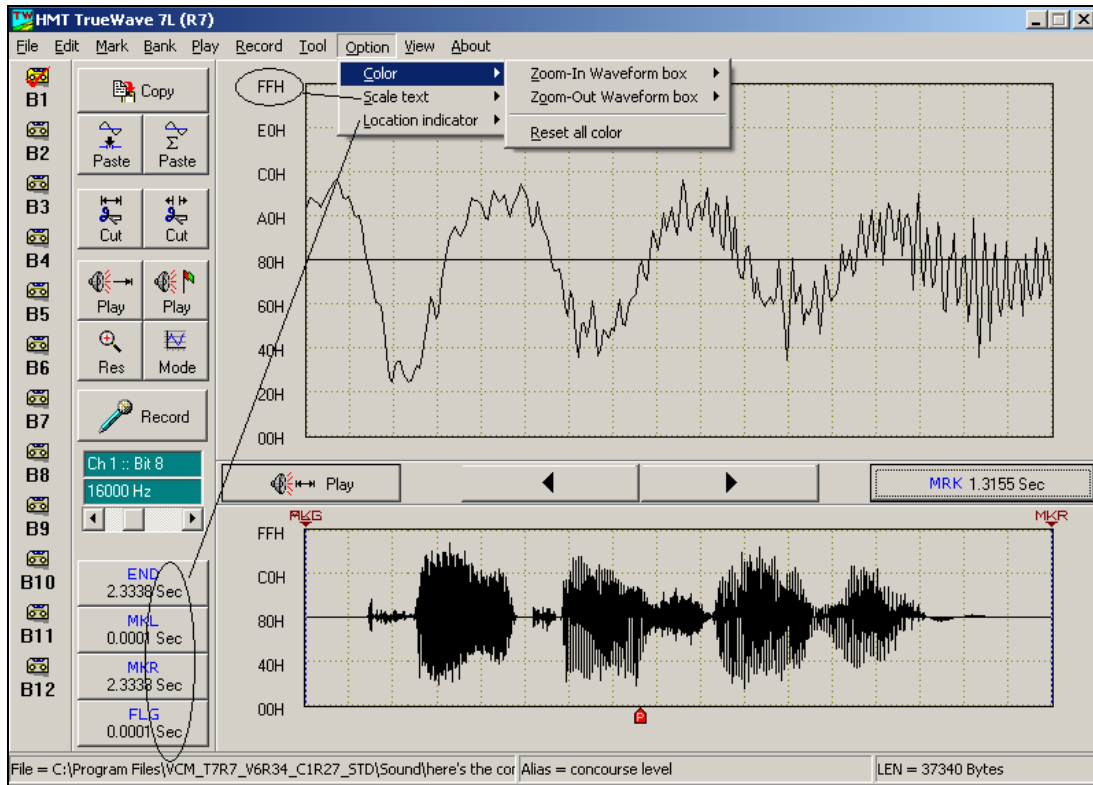 HMT TrueWave 7L (R7)
File Edit Mark Bank Play Record Tool Option View About
Color
Scale text
Location indicator
Zoom-In Waveform box
Zoom-Out Waveform box
Reset all color
B1
B2
B3
B4
B5
B6
B7
B8
B9
B10
B11
B12
Copy
Paste Paste
Cut Cut
Play Play
Res Mode
Record
Ch 1 :: Bit 8
16000 Hz
END
2.3338 Sec
MKL
0.0001 Sec
MKR
2.3338 Sec
FLG
0.0001 Sec
FFH
E0H
C0H
A0H
80H
60H
40H
20H
00H
Play
MRK 1.3155 Sec
MKR
FFH
C0H
80H
40H
00H
P
File = C:\Program Files\VCM_T7R7_V6R34_C1R27_STD\Sound\here's the cor
Alias = concourse level
LEN = 37340 Bytes